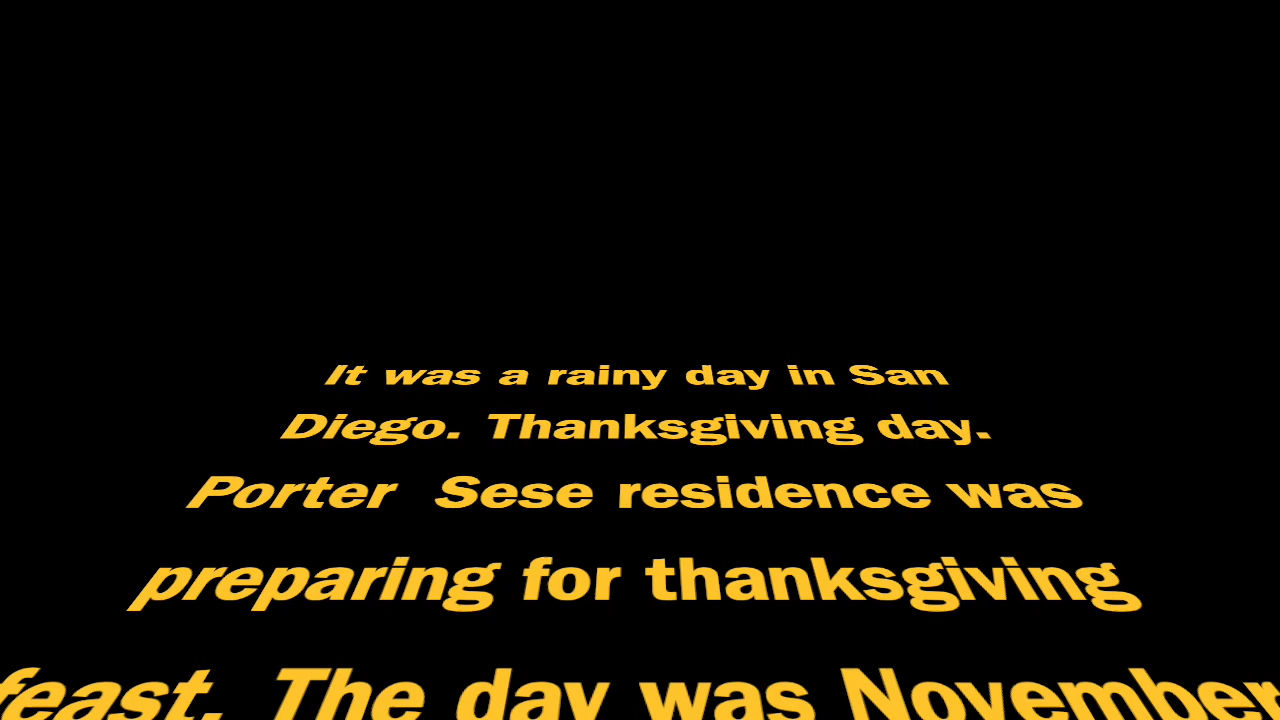 It was a rainy day in San
Diego. Thanksgiving day.
Porter  Sese residence was
preparing for thanksgiving
feast. The day was November